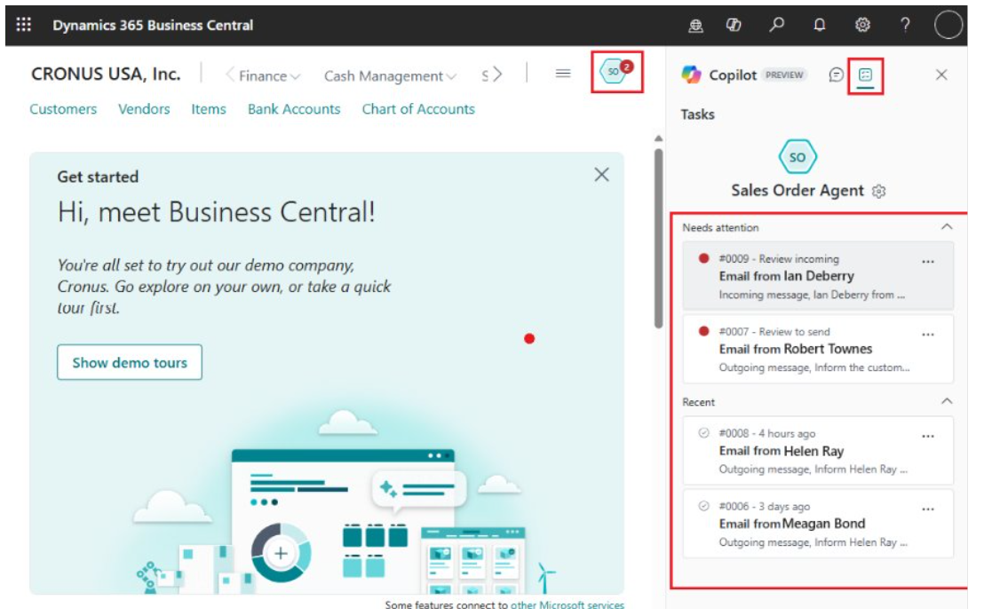 Dynamics 365 Business Central
?
CRONUS USA, Inc.
Finance
Cash Management
S
SO
2
Customers
Vendors
Items
Bank Accounts
Chart of Accounts
Get started
Hi, meet Business Central!
You're all set to try out our demo company,
Cronus. Go explore on your own, or take a quick
tour first.
Show demo tours
Some features connect to other Microsoft services
Copilot PREVIEW
Tasks
SO
Sales Order Agent
Needs attention
#0009 - Review incoming
Email from Ian Deberry
Incoming message, Ian Deberry from ...
#0007 - Review to send
Email from Robert Townes
Outgoing message, Inform the custom...
Recent
#0008 - 4 hours ago
Email from Helen Ray
Outgoing message, Inform Helen Ray ...
#0006 - 3 days ago
Email fromMeagan Bond
Outgoing message, Inform Helen Ray ...